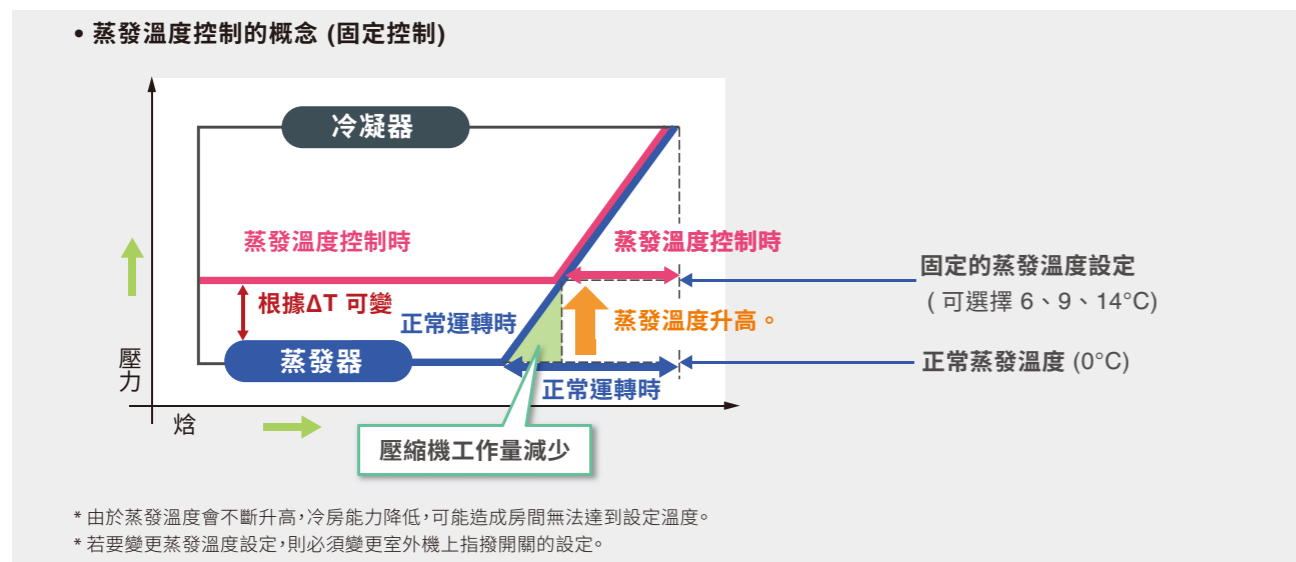 • 蒸發溫度控制的概念 (固定控制)
冷凝器
蒸發溫度控制時
蒸發溫度控制時
固定的蒸發溫度設定
( 可選擇 6、9、14°C)
根據ΔT 可變
正常運轉時
蒸發溫度升高。
壓力
蒸發器
正常蒸發溫度 (0°C)
正常運轉時
焓
壓縮機工作量減少
* 由於蒸發溫度會不斷升高，冷房能力降低，可能造成房間無法達到設定溫度。
* 若要變更蒸發溫度設定，則必須變更室外機上指撥開關的設定。